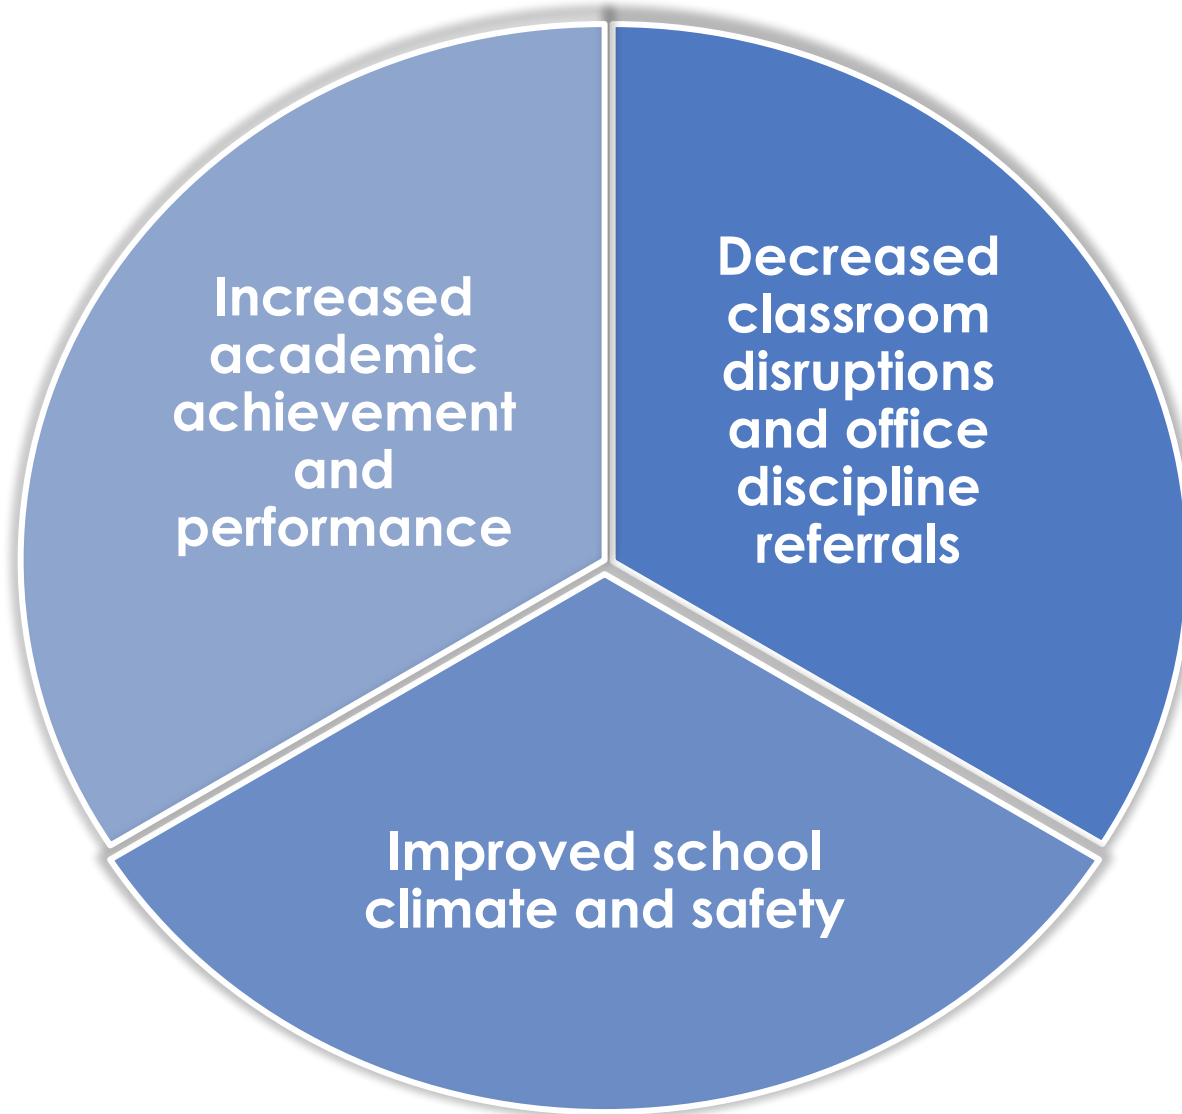 Increased
academic
achievement
and
performance
Decreased
classroom
disruptions
and office
discipline
referrals
Improved school
climate and safety